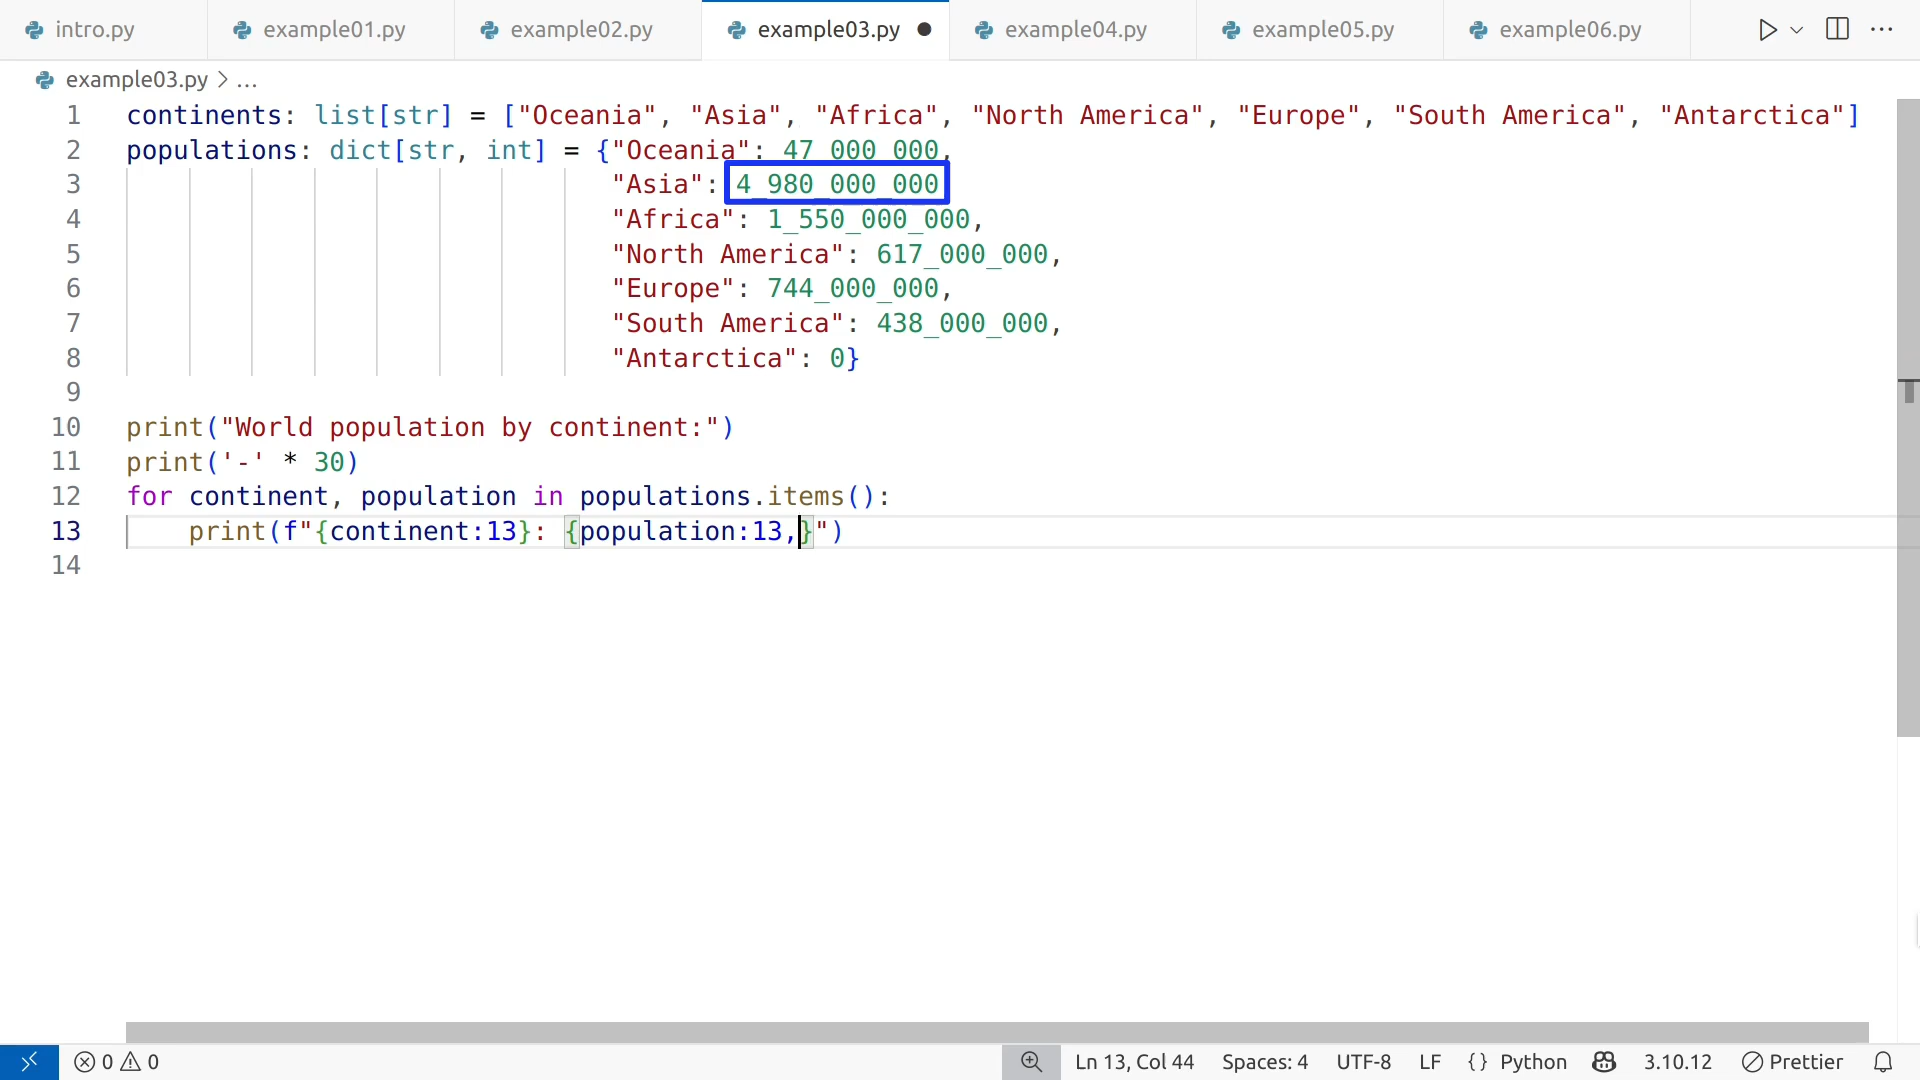 intro.py example01.py example02.py example03.py example04.py example05.py example06.py
example03.py > ...
1 continents: list[str] = ["Oceania", "Asia", "Africa", "North America", "Europe", "South America", "Antarctica"]
2 populations: dict[str, int] = {"Oceania": 47_000_000,
3 "Asia": 4_980_000_000
4 "Africa": 1_550_000_000,
5 "North America": 617_000_000,
6 "Europe": 744_000_000,
7 "South America": 438_000_000,
8 "Antarctica": 0}
9
10 print("World population by continent:")
11 print('-' * 30)
12 for continent, population in populations.items():
13 print(f"{continent:13}: {population:13,}")
14
0 0 Ln 13, Col 44 Spaces: 4 UTF-8 LF {} Python 3.10.12 Prettier